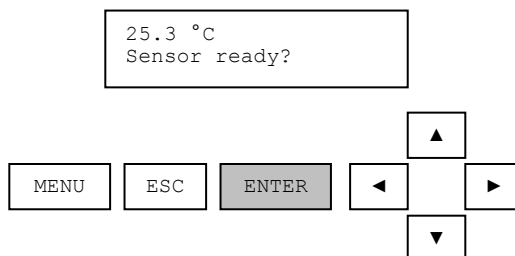 25.3 °C
Sensor ready?
▲
MENU ESC ENTER ◄ ►
▼